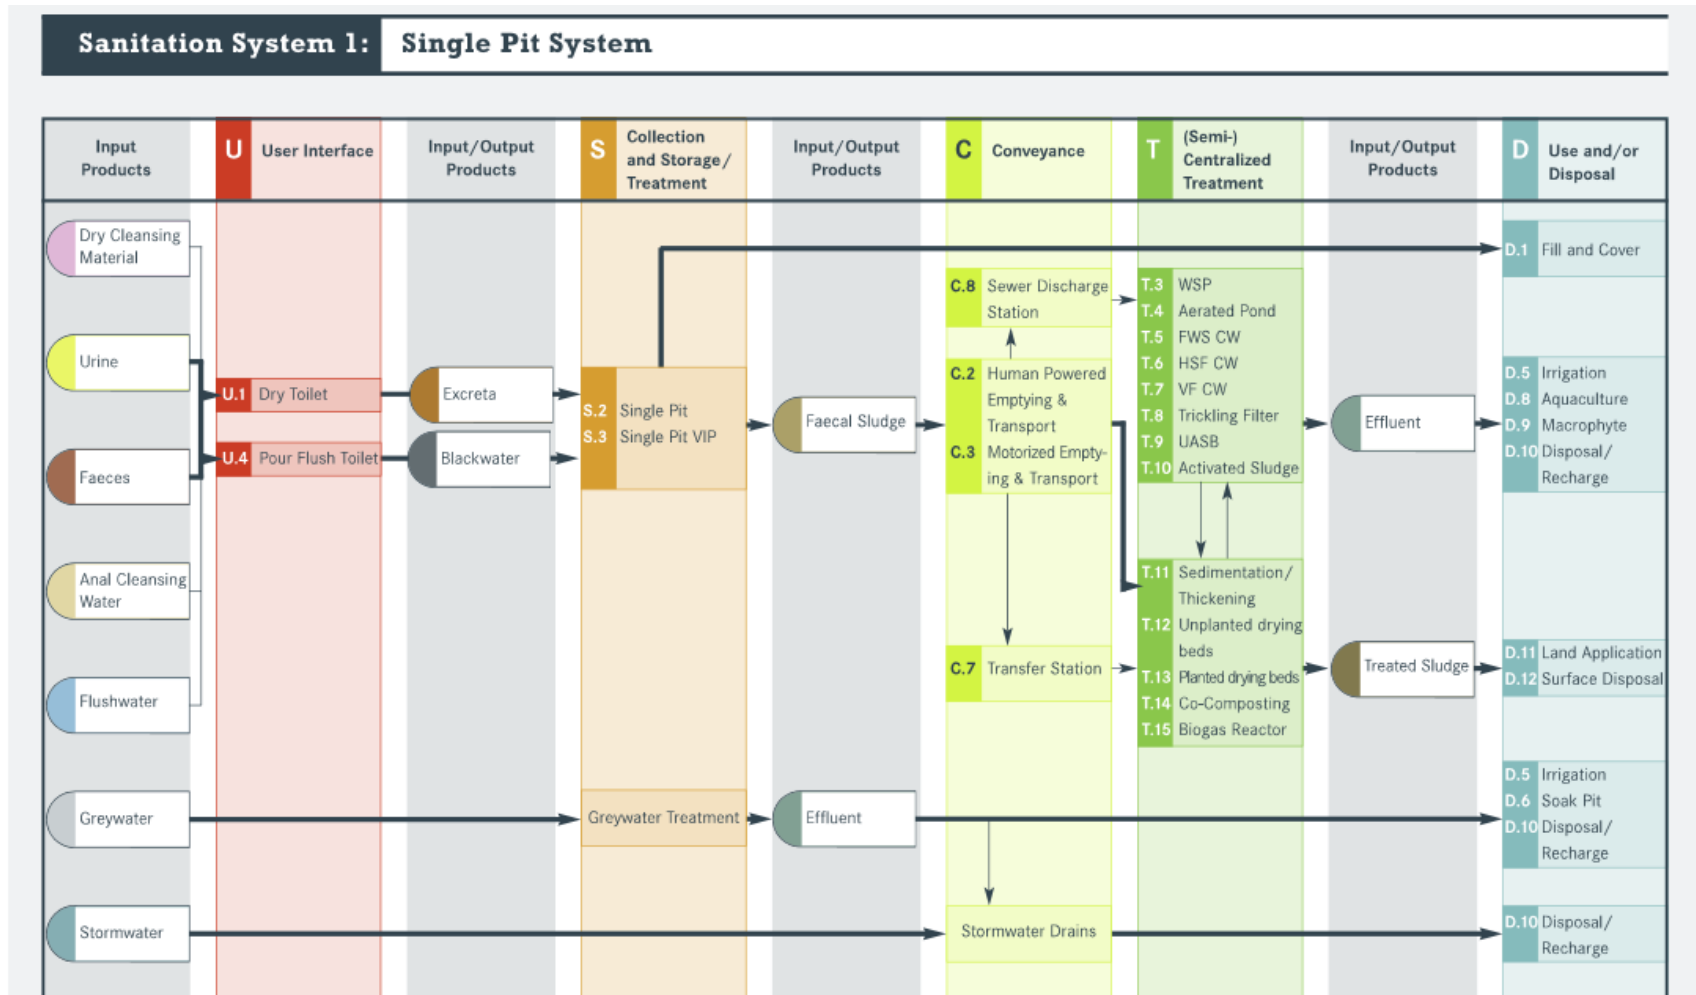 Sanitation System 1: Single Pit System
Input
Products
U User Interface
Input/Output
Products
S Collection
and Storage/
Treatment
Input/Output
Products
C Conveyance
T (Semi-)
Centralized
Treatment
Input/Output
Products
D Use and/or
Disposal
Dry Cleansing
Material
Urine
Faeces
Anal Cleansing
Water
Flushwater
Greywater
Stormwater
U.1 Dry Toilet
U.4 Pour Flush Toilet
Excreta
Blackwater
S.2 Single Pit
S.3 Single Pit VIP
Greywater Treatment
Faecal Sludge
Effluent
C.8 Sewer Discharge
Station
C.2 Human Powered
Emptying &
Transport
C.3 Motorized Empty-
ing & Transport
C.7 Transfer Station
Stormwater Drains
T.3 WSP
T.4 Aerated Pond
T.5 FWS CW
T.6 HSF CW
T.7 VF CW
T.8 Trickling Filter
T.9 UASB
T.10 Activated Sludge
T.11 Sedimentation/
Thickening
T.12 Unplanted drying
beds
T.13 Planted drying beds
T.14 Co-Composting
T.15 Biogas Reactor
Effluent
Treated Sludge
D.1 Fill and Cover
D.5 Irrigation
D.8 Aquaculture
D.9 Macrophyte
D.10 Disposal/
Recharge
D.11 Land Application
D.12 Surface Disposal
D.5 Irrigation
D.6 Soak Pit
D.10 Disposal/
Recharge
D.10 Disposal/
Recharge